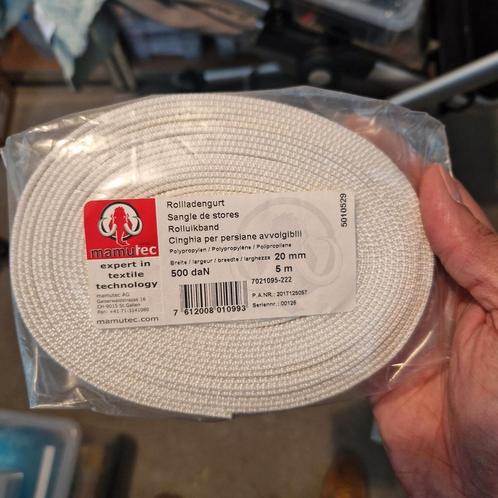 mamutec
expert in
textile
technology
mamutec AG
CH-9015 St.Gallen
mamutec.com
Rollladengurt
Sangle de stores
Rolluikband
Cinghia per persiane avvolgibili
Polypropylen / Polypropylène / Polipropilene
Breite / largeur / breedte / larghezza 20 mm
500 daN 5 m
7021095-222
7 612008 010993
P.A.NR.: 2017125057
Seriennr.: 00126
5010529